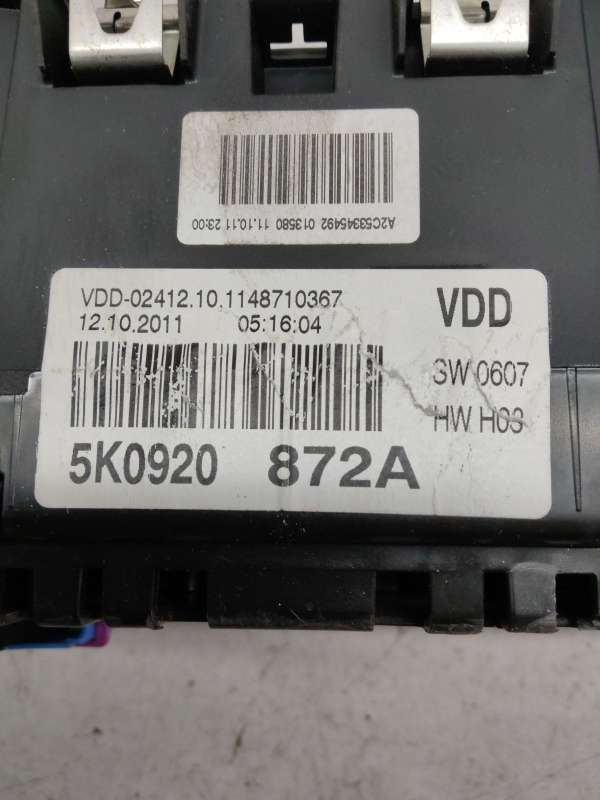 A2C53345492 013580 11.10.11 23:00
VDD-02412.10.1148710367 VDD
12.10.2011 05:16:04
SW 0607
HW H03
5K0920 872A